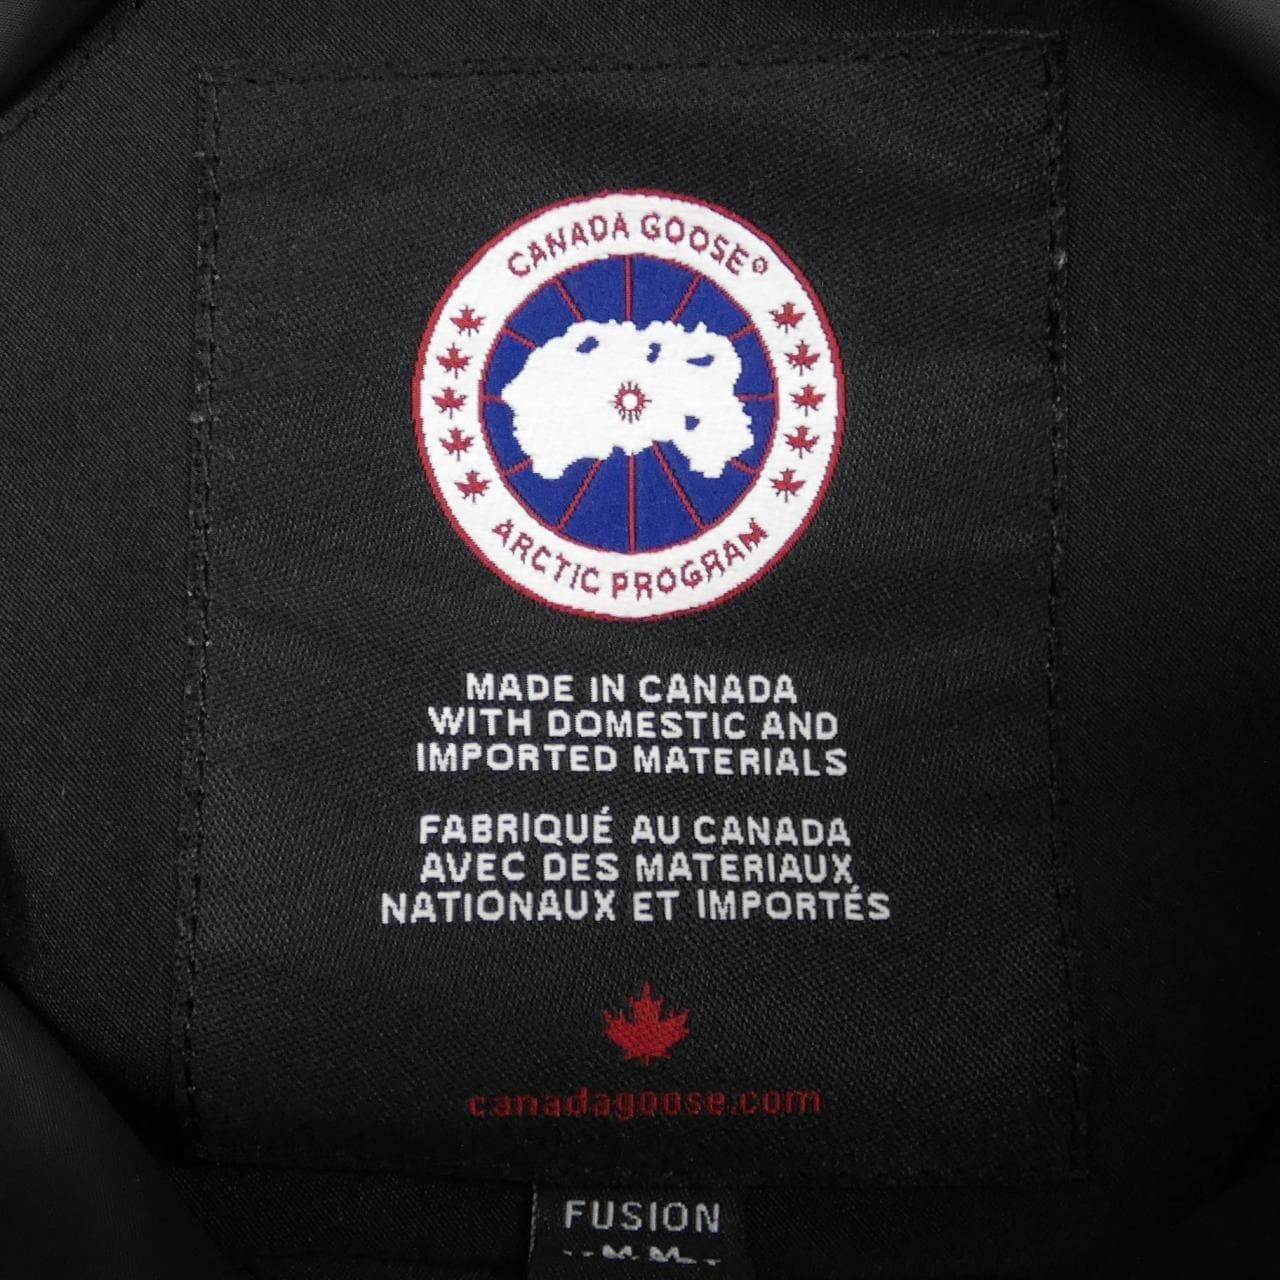 CANADA GOOSE®
ARCTIC PROGRAM
MADE IN CANADA
WITH DOMESTIC AND
IMPORTED MATERIALS
FABRIQUÉ AU CANADA
AVEC DES MATERIAUX
NATIONAUX ET IMPORTÉS
canadagoose.com
FUSION